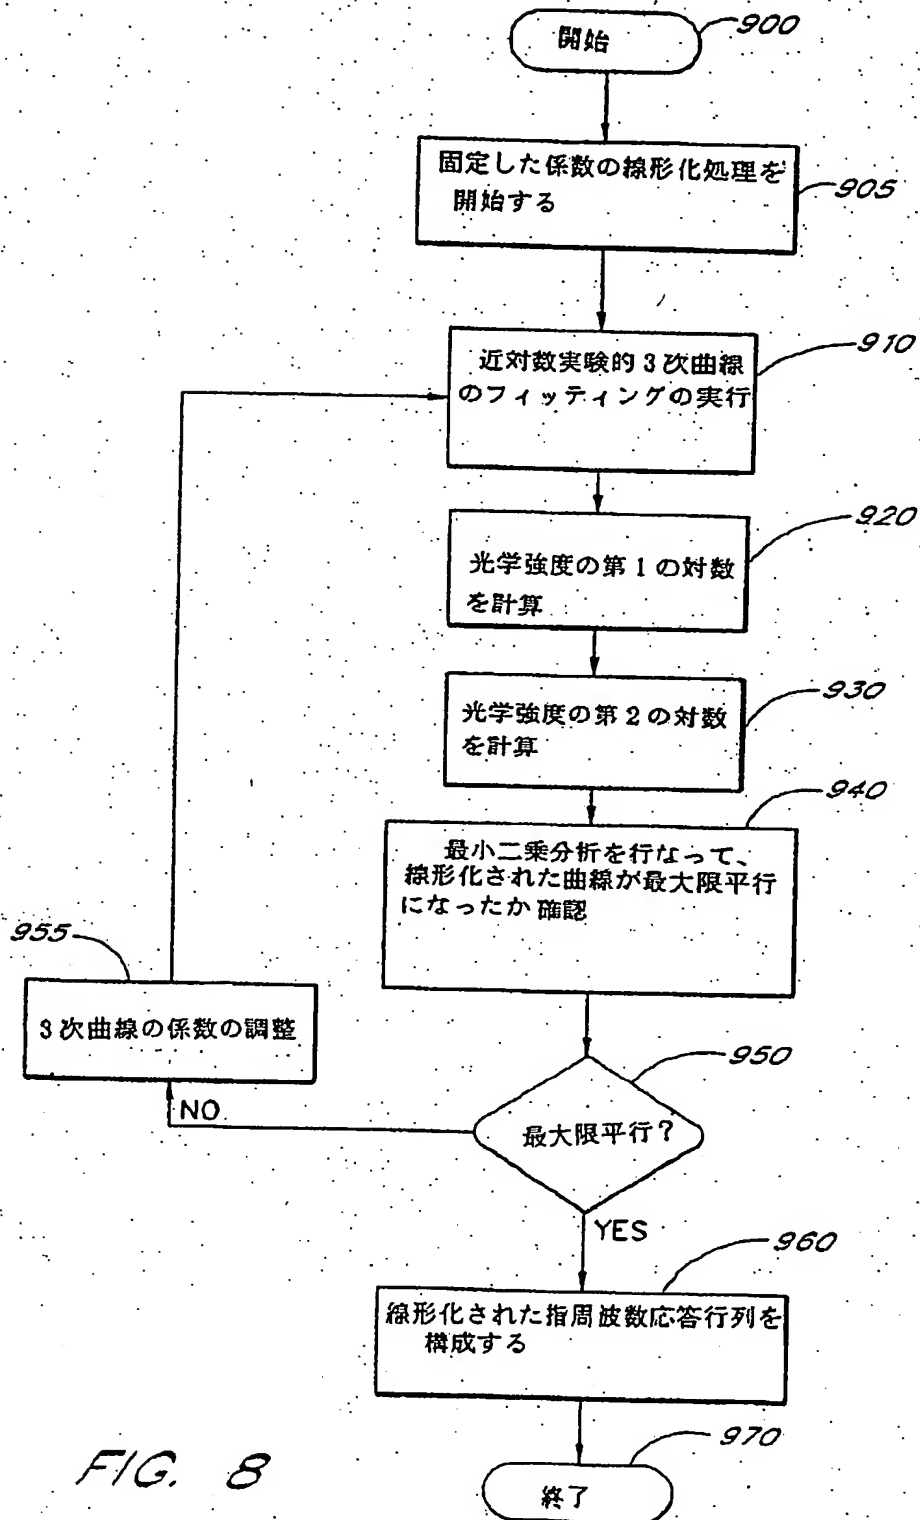 開始
900
固定した係数の線形化処理を
開始する
905
近対数実験的3次曲線
のフィッティングの実行
910
光学強度の第1の対数
を計算
920
光学強度の第2の対数
を計算
930
最小二乗分析を行なって、
線形化された曲線が最大限平行
になったか確認
940
955
3次曲線の係数の調整
NO
最大限平行?
950
YES
線形化された指周波数応答行列を
構成する
960
終了
970
FIG. 8